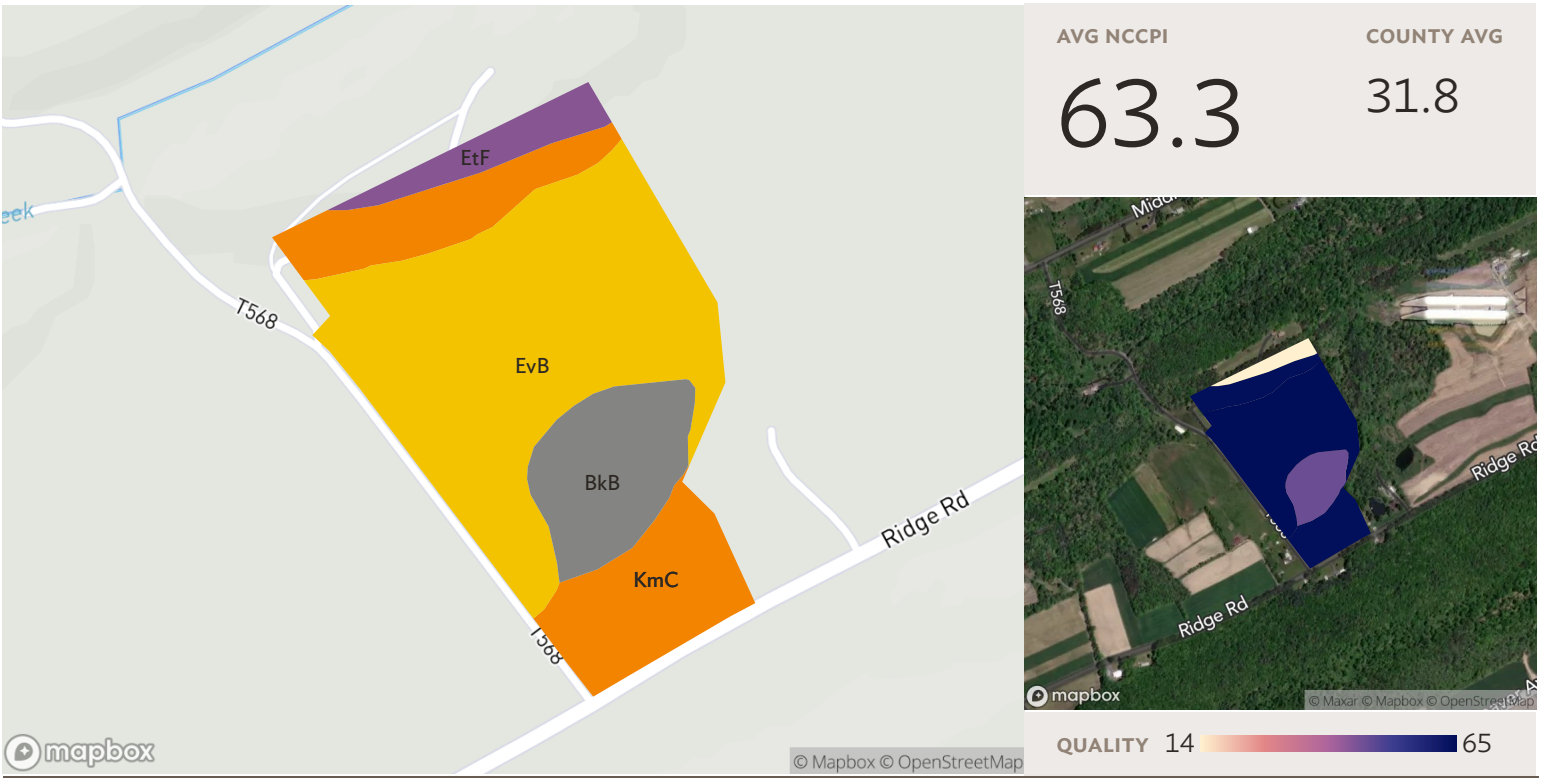 AVG NCCPI
COUNTY AVG
63.3
31.8
EtF
eek
T568
EvB
BkB
KmC
Ridge Rd
T568
mapbox
© Mapbox © OpenStreetMap
T568
Ridge Rd
Ridge Rd
mapbox
© Maxar © Mapbox © OpenStreetMap
QUALITY 14 65